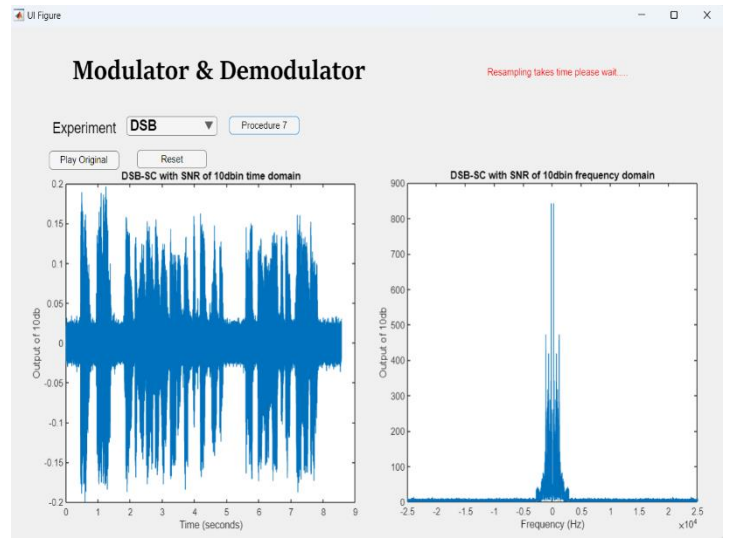 UI Figure
Modulator & Demodulator
Resampling takes time please wait.....
Experiment
DSB
Procedure 7
Play Original
Reset
DSB-SC with SNR of 10dbin time domain
0.2
0.15
0.1
0.05
0
-0.05
-0.1
-0.15
-0.2
Output of 10db
0 1 2 3 4 5 6 7 8 9
Time (seconds)
DSB-SC with SNR of 10dbin frequency domain
900
800
700
600
500
400
300
200
100
0
Output of 10db
-2.5 -2 -1.5 -1 -0.5 0 0.5 1 1.5 2 2.5
Frequency (Hz)
×10⁴